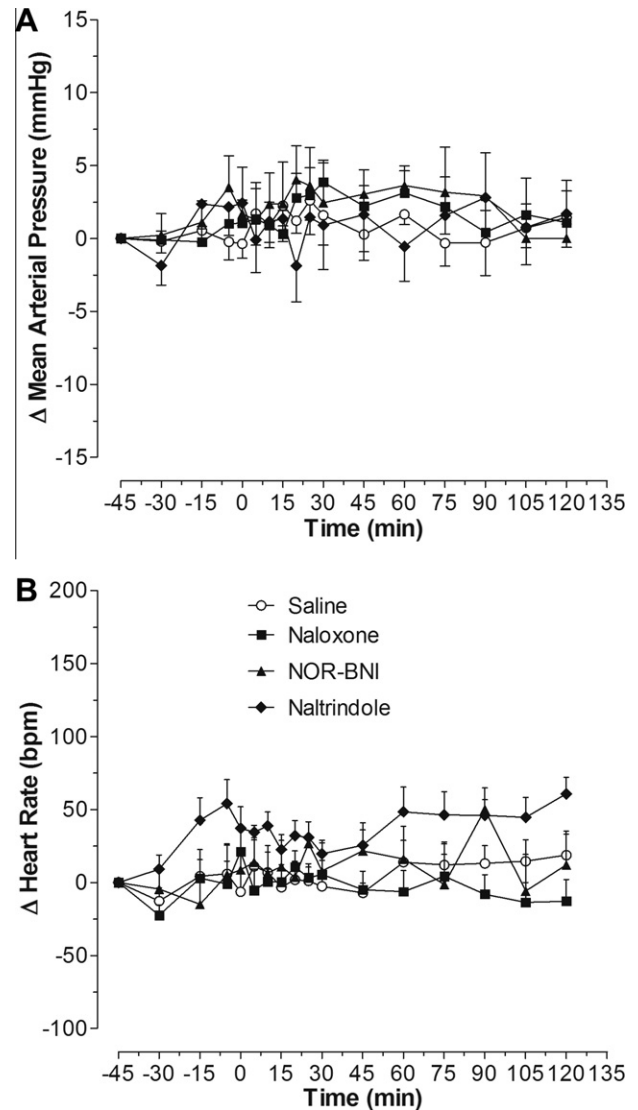 A
Δ Mean Arterial Pressure (mmHg)
15
10
5
0
-5
-10
-15
-45 -30 -15 0 15 30 45 60 75 90 105 120 135
Time (min)
B
Δ Heart Rate (bpm)
200
150
100
50
0
-50
-100
Saline
Naloxone
NOR-BNI
Naltrindole
-45 -30 -15 0 15 30 45 60 75 90 105 120 135
Time (min)